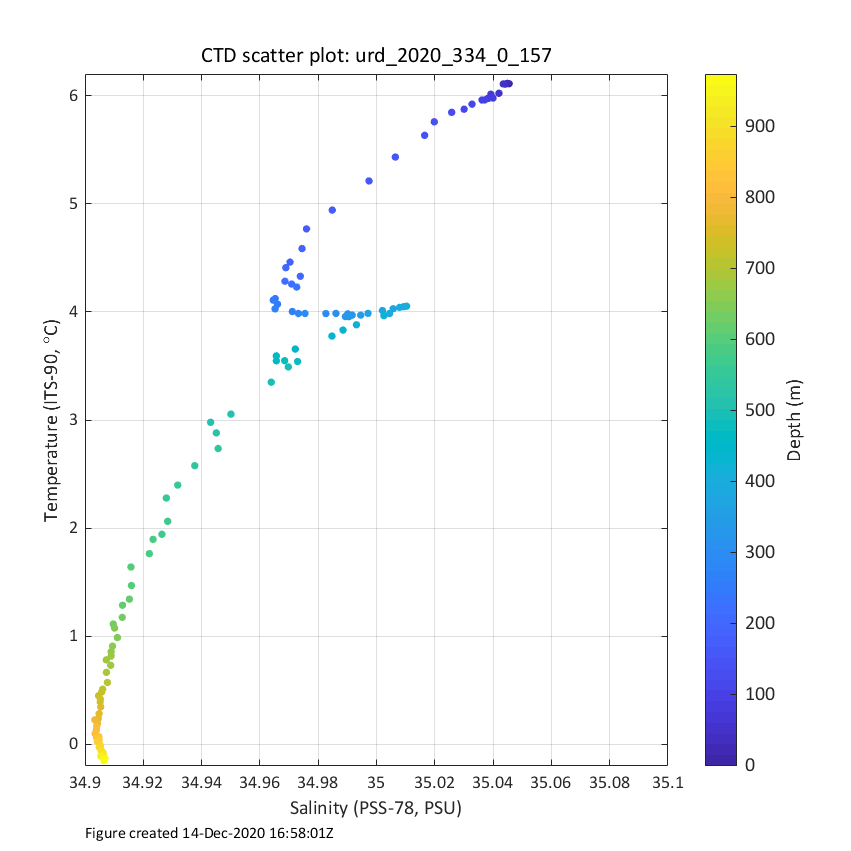 CTD scatter plot: urd_2020_334_0_157
6
5
4
3
2
1
0
Temperature (ITS-90, °C)
34.9 34.92 34.94 34.96 34.98 35 35.02 35.04 35.06 35.08 35.1
Salinity (PSS-78, PSU)
900
800
700
600
500
400
300
200
100
0
Depth (m)
Figure created 14-Dec-2020 16:58:01Z